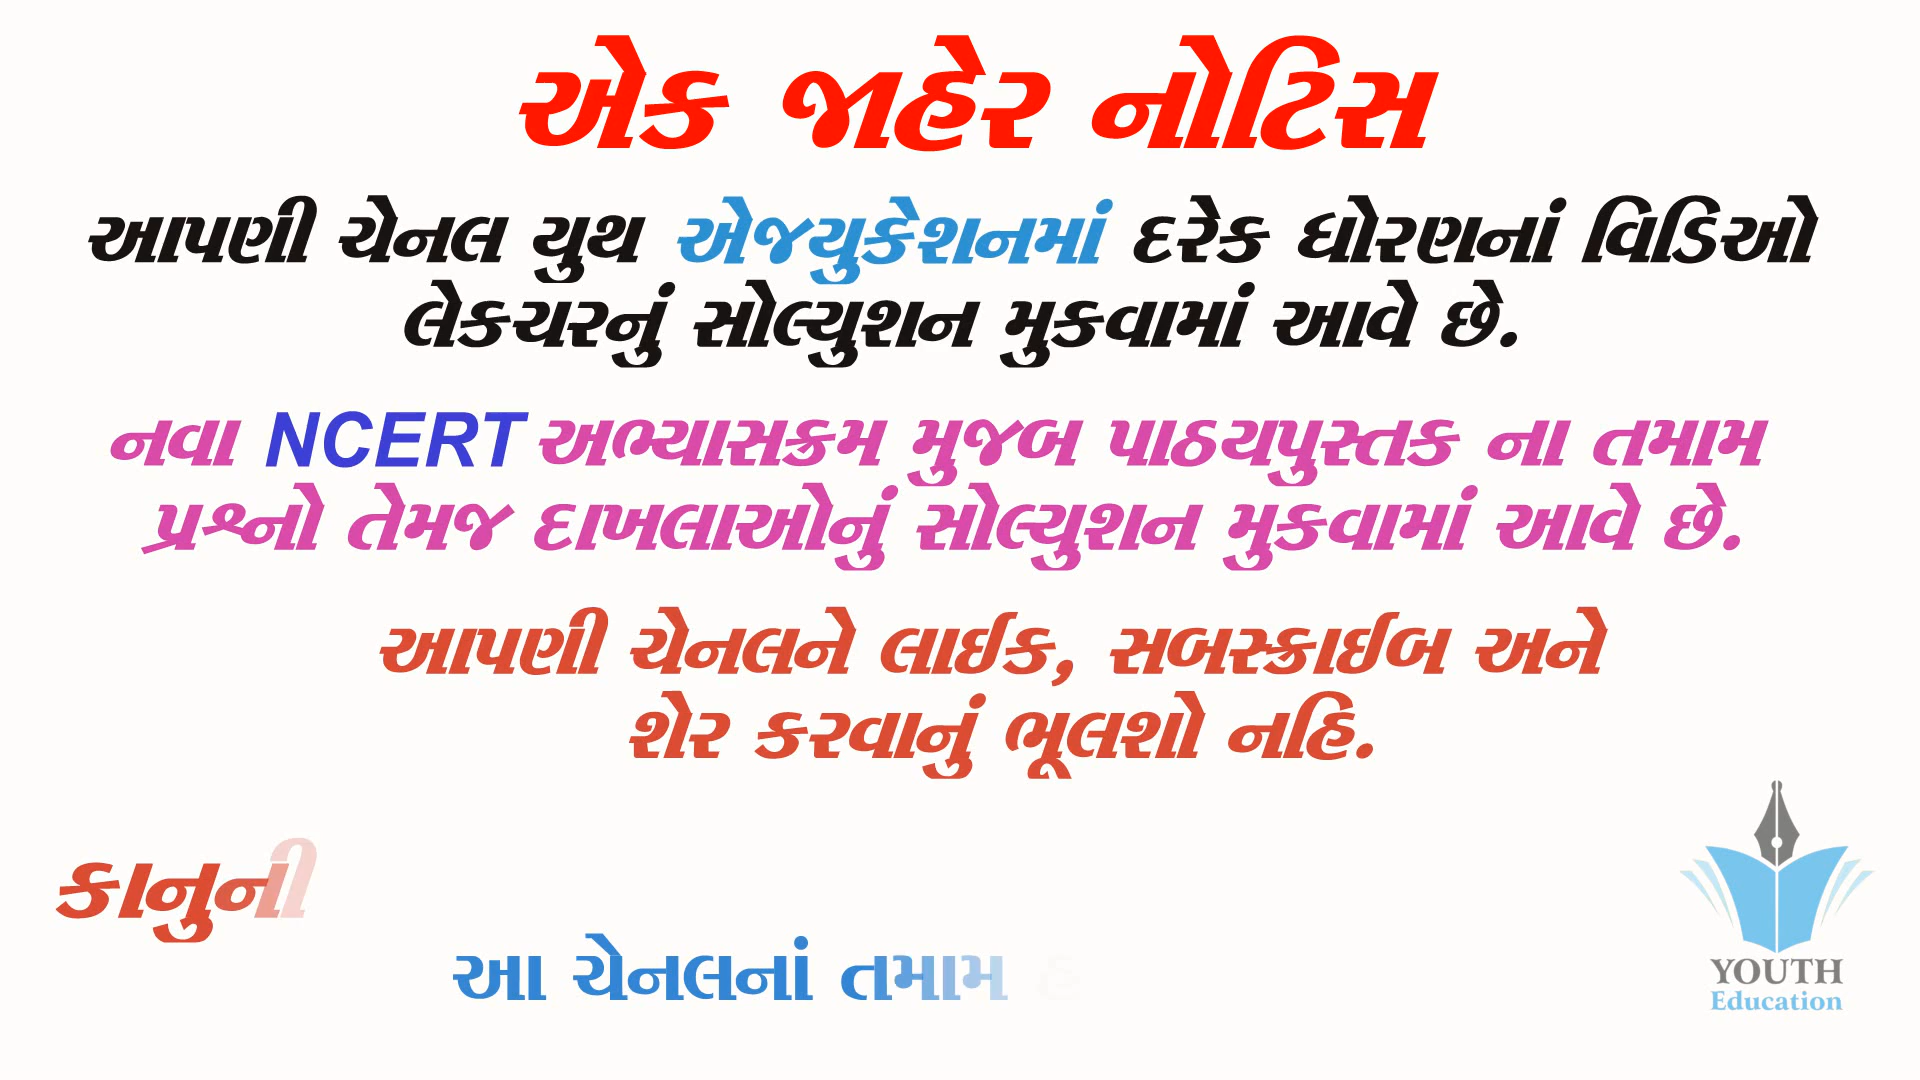 એક જાહેર નોટિસ
આપણી ચેનલ યુથ એજયુકેશનમાં દરેક ધોરણનાં વિડિઓ
લેકચરનું સોલ્યુશન મુકવામાં આવે છે.
નવા NCERT અભ્યાસક્રમ મુજબ પાઠયપુસ્તક ના તમામ
પ્રશ્નો તેમજ દાખલાઓનું સોલ્યુશન મુકવામાં આવે છે.
આપણી ચેનલને લાઈક, સબસ્ક્રાઈબ અને
શેર કરવાનું ભૂલશો નહિ.
કાનુની
આ ચેનલનાં તમામ
YOUTH
Education